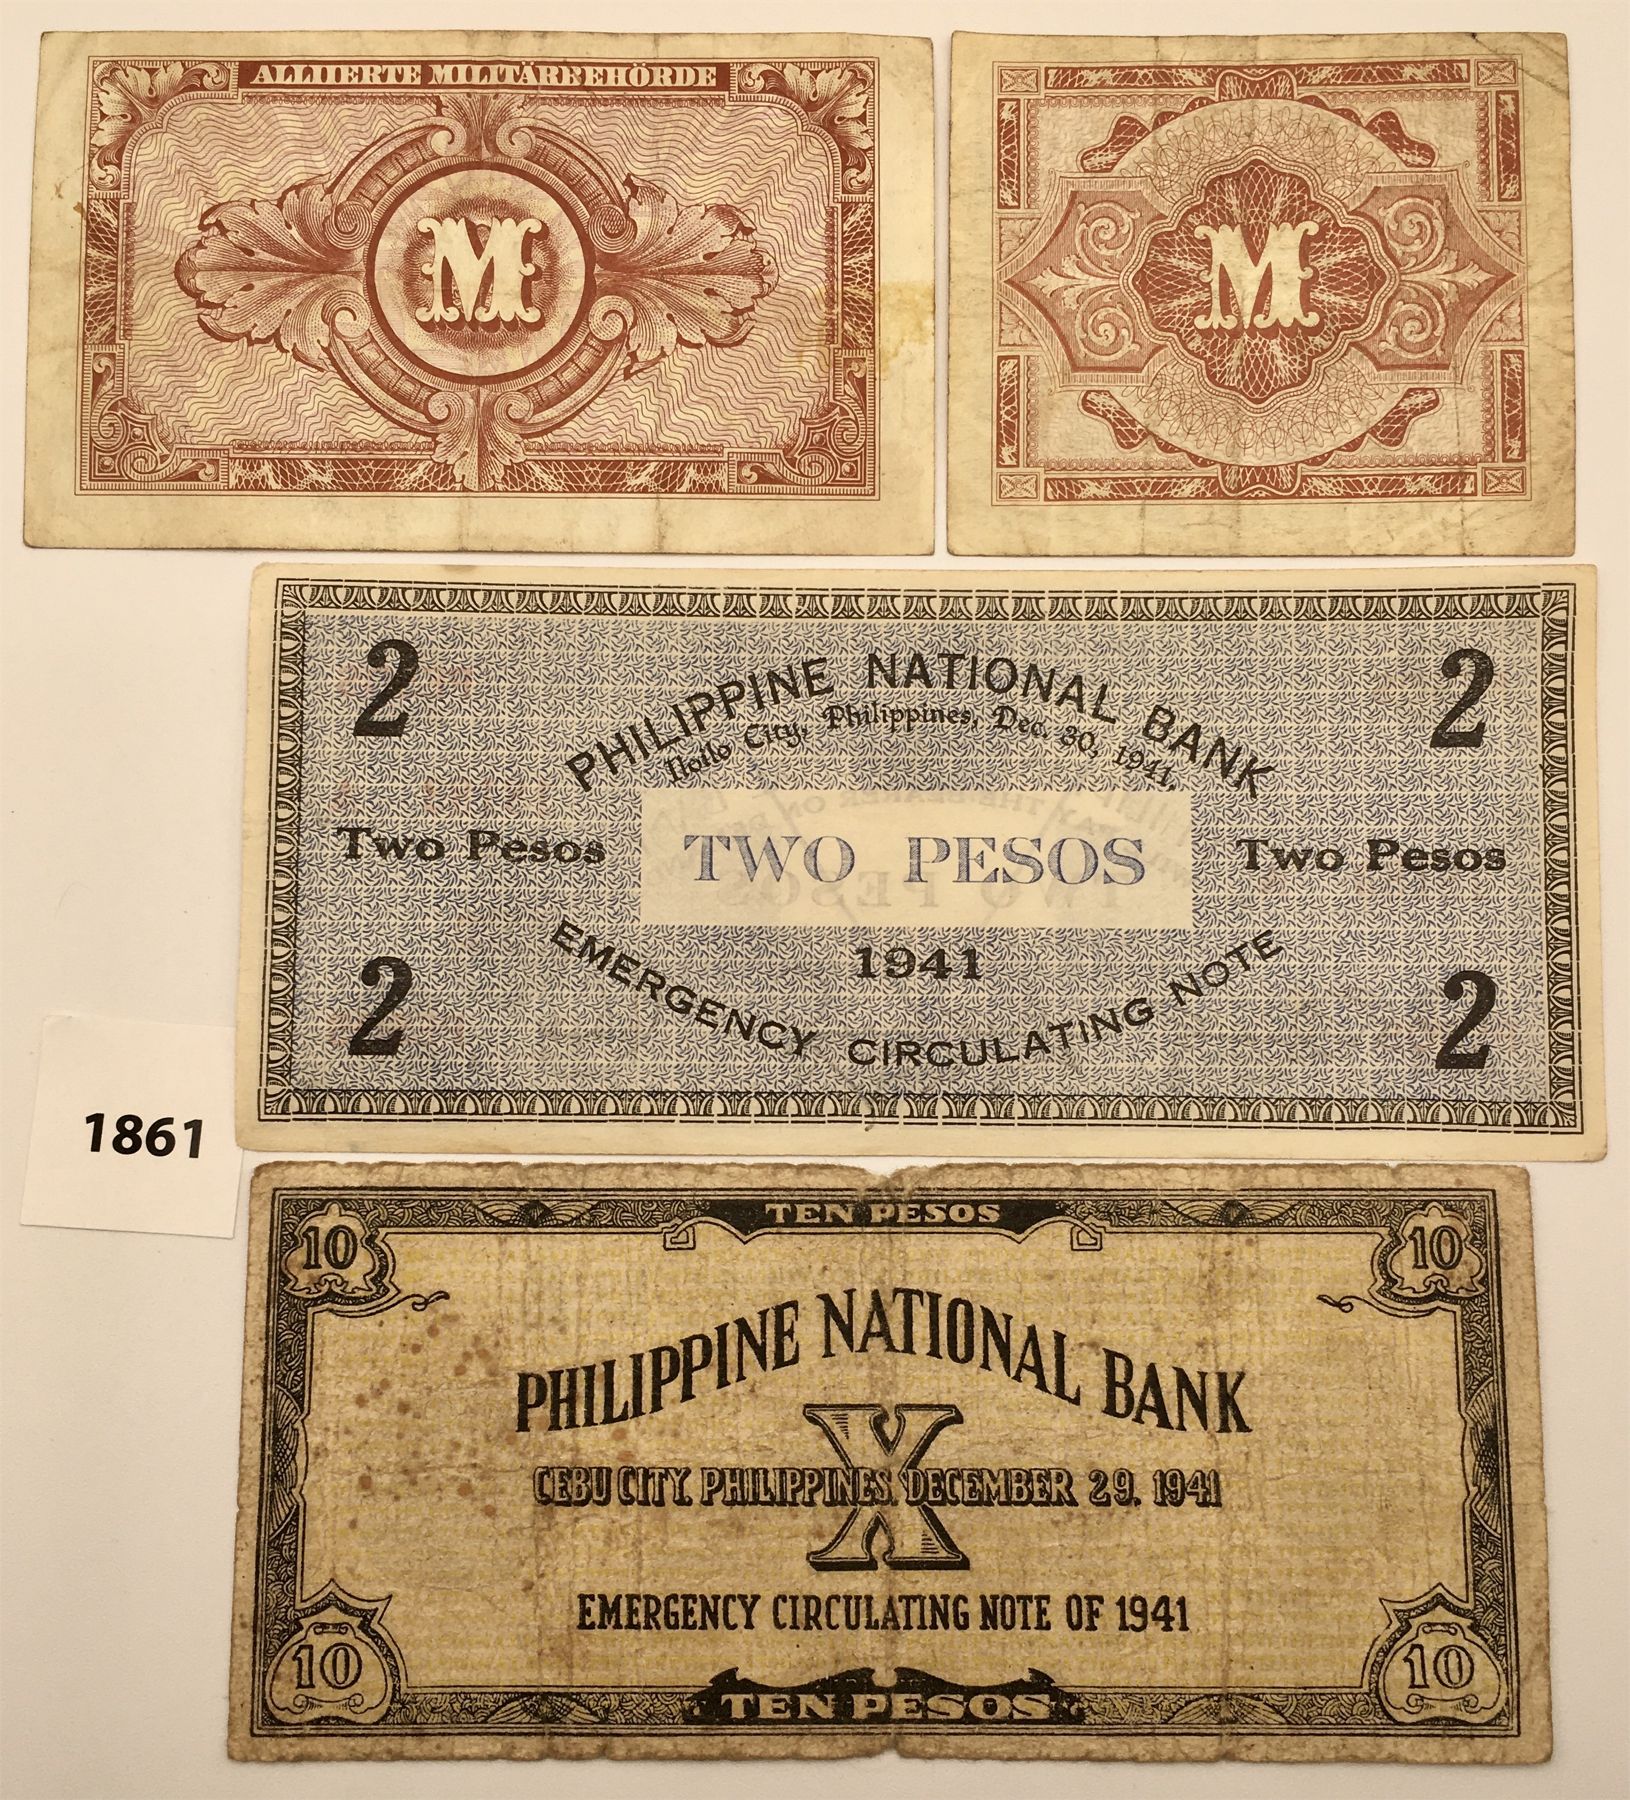 ALLIIERTE MILITÄRBEHÖRDE
M
M
2 2
PHILIPPINE NATIONAL BANK
Iloilo City, Philippines, Dec. 30, 1941.
Two Pesos TWO PESOS Two Pesos
1941
EMERGENCY CIRCULATING NOTE
2 2
1861
TEN PESOS
10 10
PHILIPPINE NATIONAL BANK
X
CEBU CITY, PHILIPPINES, DECEMBER 29, 1941
EMERGENCY CIRCULATING NOTE OF 1941
10 10
TEN PESOS